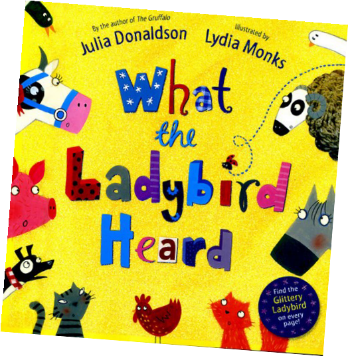 By the author of The Gruffalo
Julia Donaldson
Illustrated by
Lydia Monks
What
the
Ladybird
Heard
Find the
Glittery
Ladybird
on every
page!